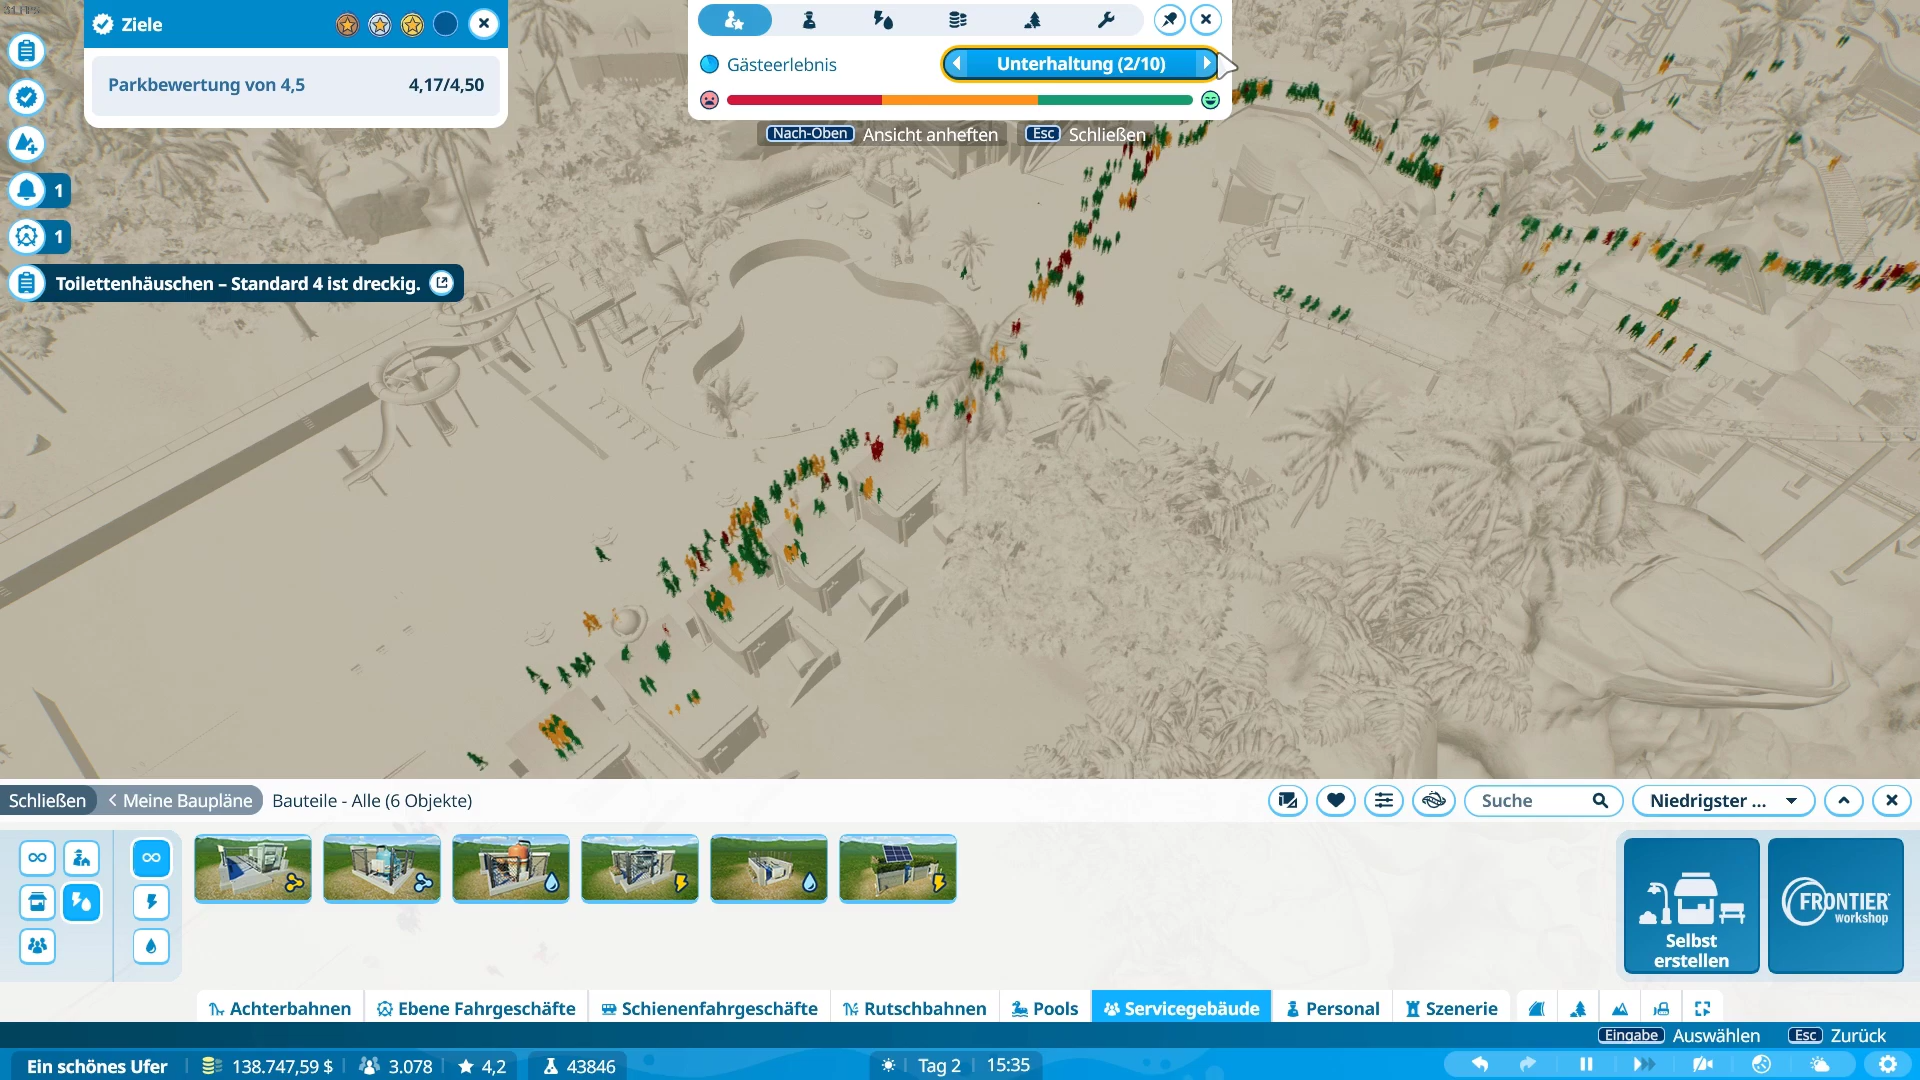 Ziele
Parkbewertung von 4,5 4,17/4,50
Gästeerlebnis
Unterhaltung (2/10)
Nach-Oben Ansicht anheften Esc Schließen
1
1
Toilettenhäuschen – Standard 4 ist dreckig.
Schließen Meine Baupläne Bauteile - Alle (6 Objekte)
Suche
Niedrigster ...
Selbst
erstellen
FRONTIER
workshop
Achterbahnen Ebene Fahrgeschäfte Schienenfahrgeschäfte Rutschbahnen Pools Servicegebäude Personal Szenerie
Eingabe Auswählen Esc Zurück
Ein schönes Ufer 138.747,59 $ 3.078 4,2 43846 Tag 2 15:35